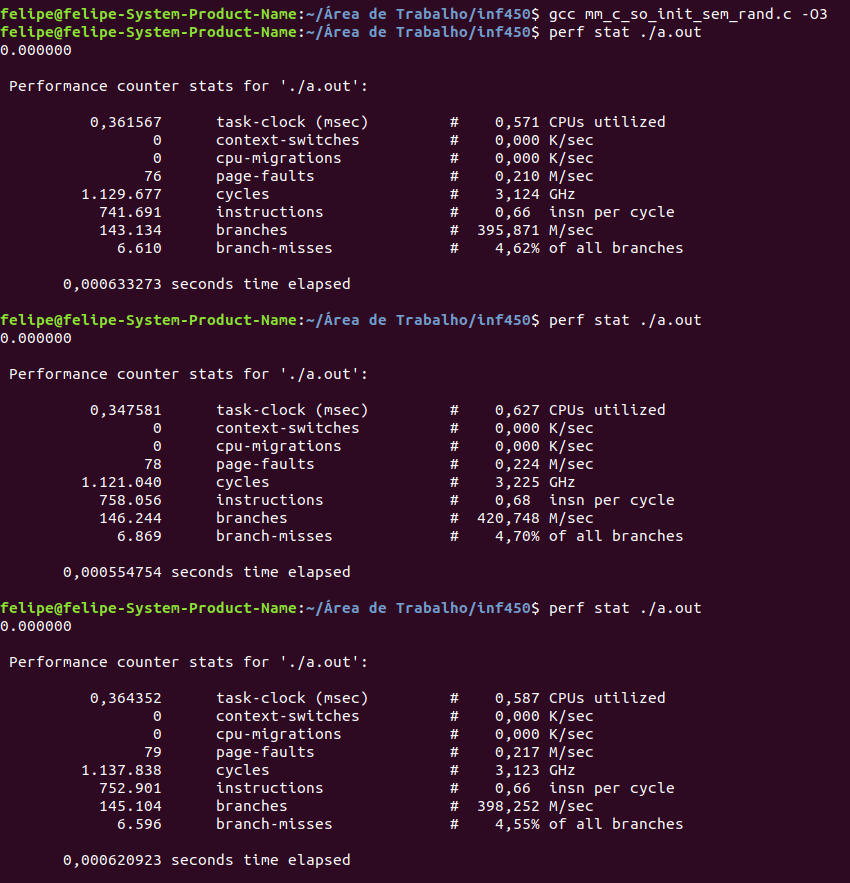 felipe@felipe-System-Product-Name:~/Área de Trabalho/inf450$ gcc mm_c_so_init_sem_rand.c -O3
felipe@felipe-System-Product-Name:~/Área de Trabalho/inf450$ perf stat ./a.out
0.000000
Performance counter stats for './a.out':
0,361567 task-clock (msec) # 0,571 CPUs utilized
0 context-switches # 0,000 K/sec
0 cpu-migrations # 0,000 K/sec
76 page-faults # 0,210 M/sec
1.129.677 cycles # 3,124 GHz
741.691 instructions # 0,66 insn per cycle
143.134 branches # 395,871 M/sec
6.610 branch-misses # 4,62% of all branches
0,000633273 seconds time elapsed
felipe@felipe-System-Product-Name:~/Área de Trabalho/inf450$ perf stat ./a.out
0.000000
Performance counter stats for './a.out':
0,347581 task-clock (msec) # 0,627 CPUs utilized
0 context-switches # 0,000 K/sec
0 cpu-migrations # 0,000 K/sec
78 page-faults # 0,224 M/sec
1.121.040 cycles # 3,225 GHz
758.056 instructions # 0,68 insn per cycle
146.244 branches # 420,748 M/sec
6.869 branch-misses # 4,70% of all branches
0,000554754 seconds time elapsed
felipe@felipe-System-Product-Name:~/Área de Trabalho/inf450$ perf stat ./a.out
0.000000
Performance counter stats for './a.out':
0,364352 task-clock (msec) # 0,587 CPUs utilized
0 context-switches # 0,000 K/sec
0 cpu-migrations # 0,000 K/sec
79 page-faults # 0,217 M/sec
1.137.838 cycles # 3,123 GHz
752.901 instructions # 0,66 insn per cycle
145.104 branches # 398,252 M/sec
6.596 branch-misses # 4,55% of all branches
0,000620923 seconds time elapsed